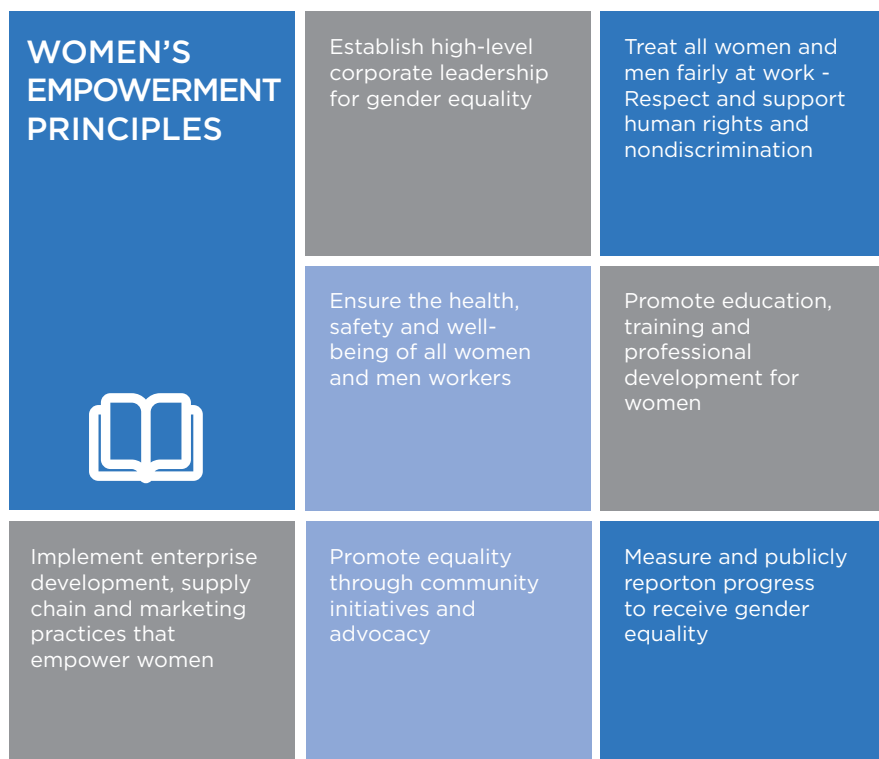 WOMEN'S
EMPOWERMENT
PRINCIPLES
Establish high-level
corporate leadership
for gender equality
Treat all women and
men fairly at work -
Respect and support
human rights and
nondiscrimination
Ensure the health,
safety and well-
being of all women
and men workers
Promote education,
training and
professional
development for
women
Implement enterprise
development, supply
chain and marketing
practices that
empower women
Promote equality
through community
initiatives and
advocacy
Measure and publicly
reporton progress
to receive gender
equality